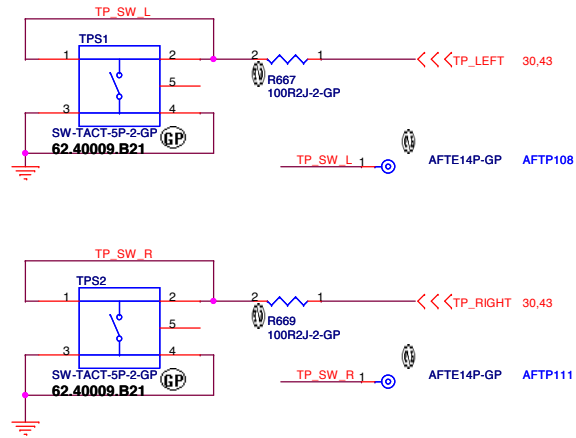 TP_SW_L
TPS1
1 2 2 1
TP_LEFT 30,43
5
R667
100R2J-2-GP
3 4
SW-TACT-5P-2-GP GP
62.40009.B21
TP_SW_L 1 AFTE14P-GP AFTP108
TP_SW_R
TPS2
1 2 2 1
TP_RIGHT 30,43
5
R669
100R2J-2-GP
3 4
SW-TACT-5P-2-GP GP
62.40009.B21
TP_SW_R 1 AFTE14P-GP AFTP111